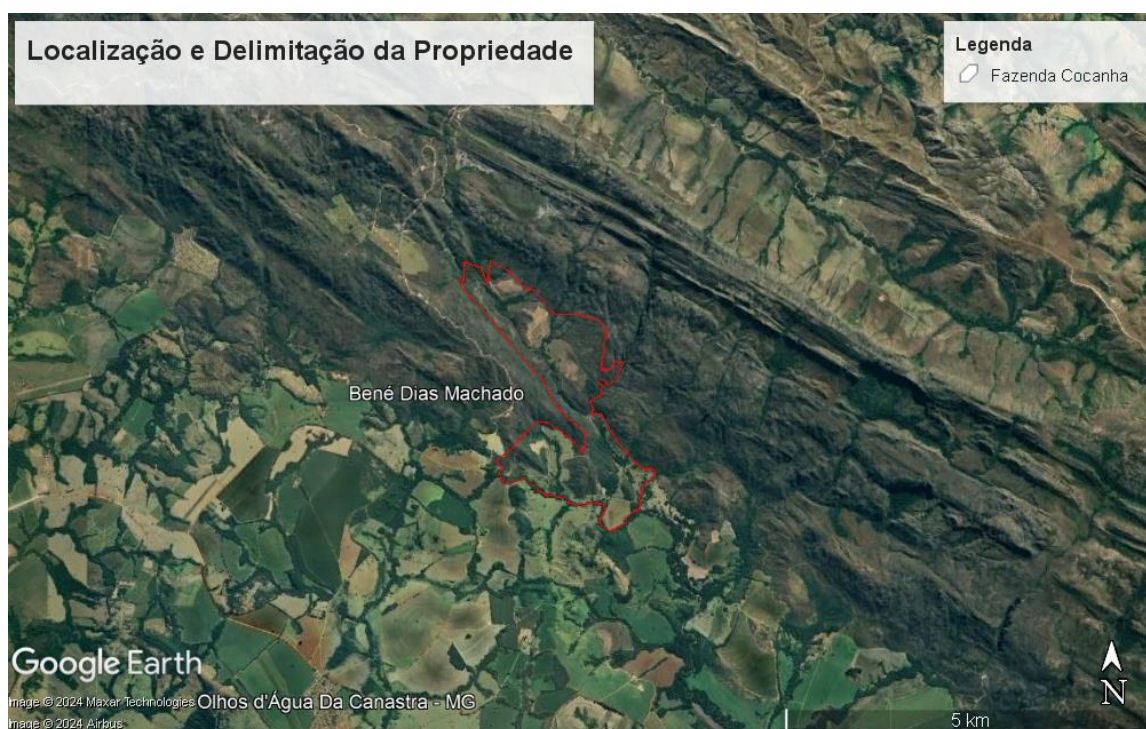 Localização e Delimitação da Propriedade
Legenda
Fazenda Cocanha
Bené Dias Machado
Google Earth
Image © 2024 Maxar Technologies
Olhos d'Água Da Canastra - MG
Image © 2024 Airbus
N
5 km